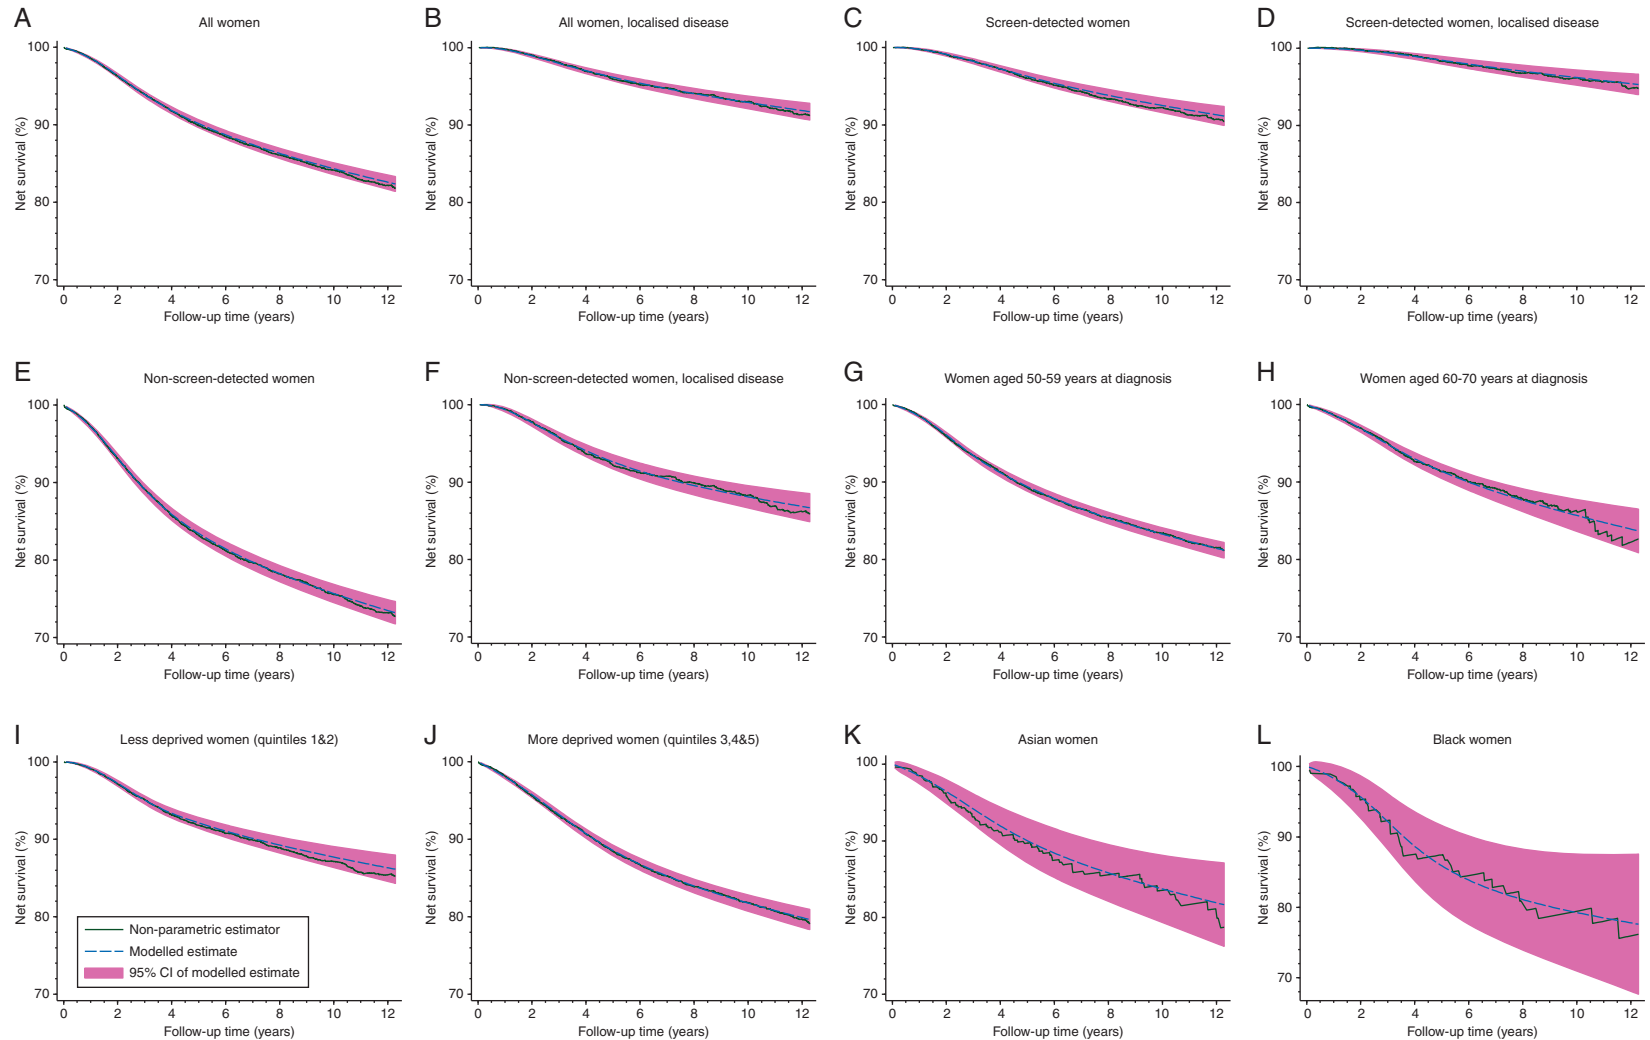 A All women
100
90
80
70
Net survival (%)
0 2 4 6 8 10 12
Follow-up time (years)
B All women, localised disease
100
90
80
70
Net survival (%)
0 2 4 6 8 10 12
Follow-up time (years)
C Screen-detected women
100
90
80
70
Net survival (%)
0 2 4 6 8 10 12
Follow-up time (years)
D Screen-detected women, localised disease
100
90
80
70
Net survival (%)
0 2 4 6 8 10 12
Follow-up time (years)
E Non-screen-detected women
100
90
80
70
Net survival (%)
0 2 4 6 8 10 12
Follow-up time (years)
F Non-screen-detected women, localised disease
100
90
80
70
Net survival (%)
0 2 4 6 8 10 12
Follow-up time (years)
G Women aged 50-59 years at diagnosis
100
90
80
70
Net survival (%)
0 2 4 6 8 10 12
Follow-up time (years)
H Women aged 60-70 years at diagnosis
100
90
80
70
Net survival (%)
0 2 4 6 8 10 12
Follow-up time (years)
I Less deprived women (quintiles 1&2)
100
90
80
70
Net survival (%)
Non-parametric estimator
Modelled estimate
95% CI of modelled estimate
0 2 4 6 8 10 12
Follow-up time (years)
J More deprived women (quintiles 3,4&5)
100
90
80
70
Net survival (%)
0 2 4 6 8 10 12
Follow-up time (years)
K Asian women
100
90
80
70
Net survival (%)
0 2 4 6 8 10 12
Follow-up time (years)
L Black women
100
90
80
70
Net survival (%)
0 2 4 6 8 10 12
Follow-up time (years)